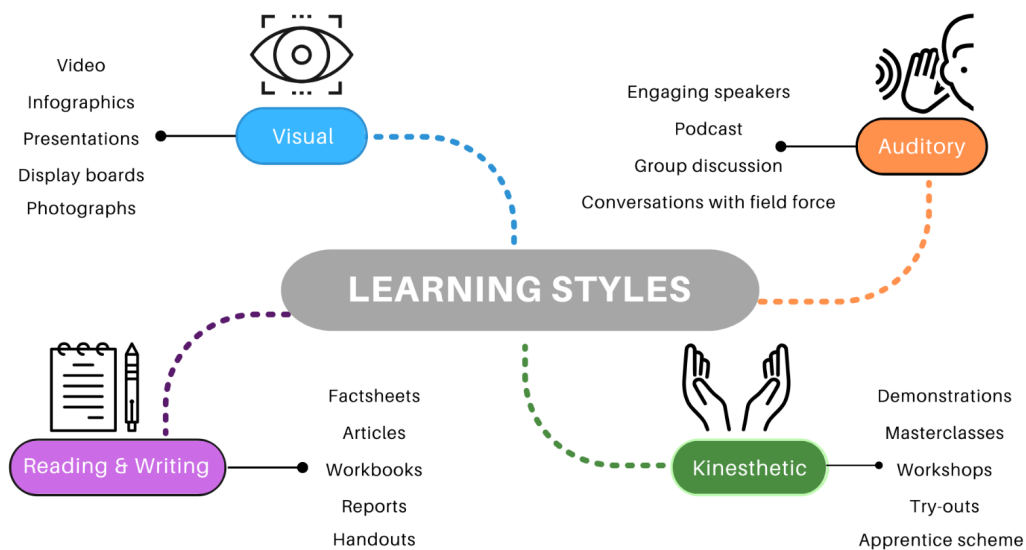 Video
Infographics
Presentations
Display boards
Photographs
Visual
Engaging speakers
Podcast
Group discussion
Conversations with field force
Auditory
LEARNING STYLES
Reading & Writing
Factsheets
Articles
Workbooks
Reports
Handouts
Kinesthetic
Demonstrations
Masterclasses
Workshops
Try-outs
Apprentice scheme